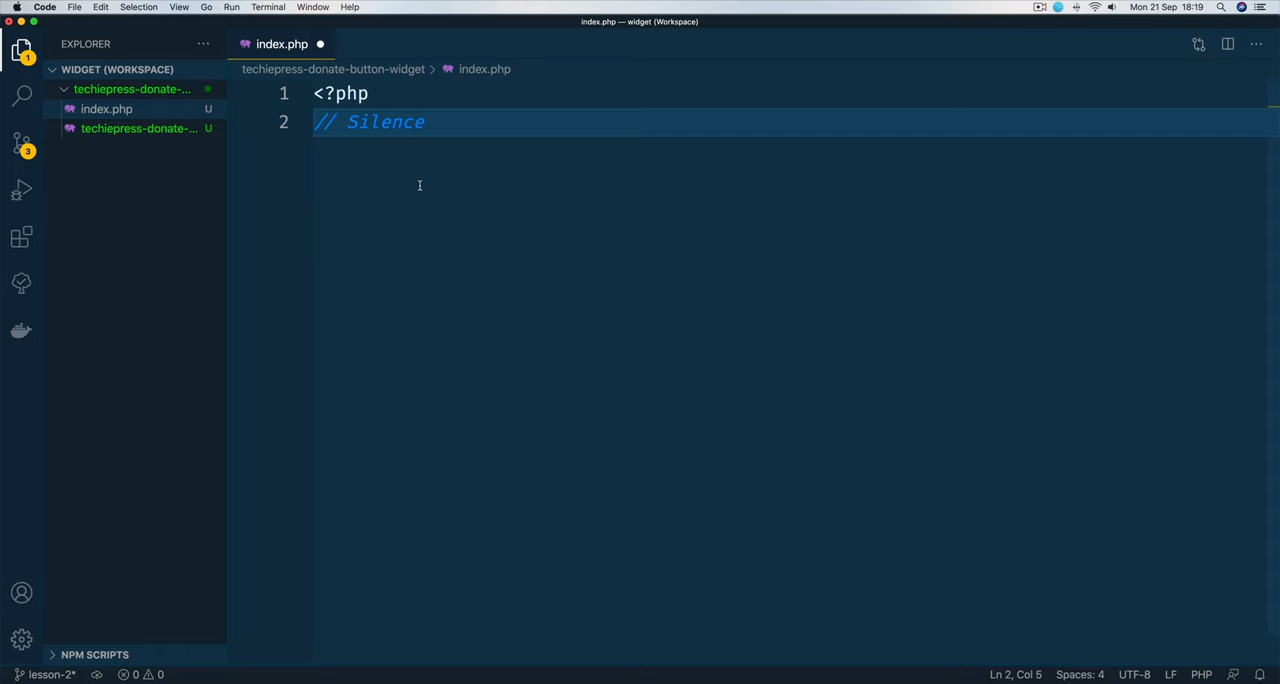 Code File Edit Selection View Go Run Terminal Window Help Mon 21 Sep 18:19
index.php — widget (Workspace)
EXPLORER ··· index.php
WIDGET (WORKSPACE) techiepress-donate-button-widget > index.php
techiepress-donate-...
index.php U
techiepress-donate-... U
1 <?php
2 // Silence
1
3
NPM SCRIPTS
lesson-2* 0 0 Ln 2, Col 5 Spaces: 4 UTF-8 LF PHP